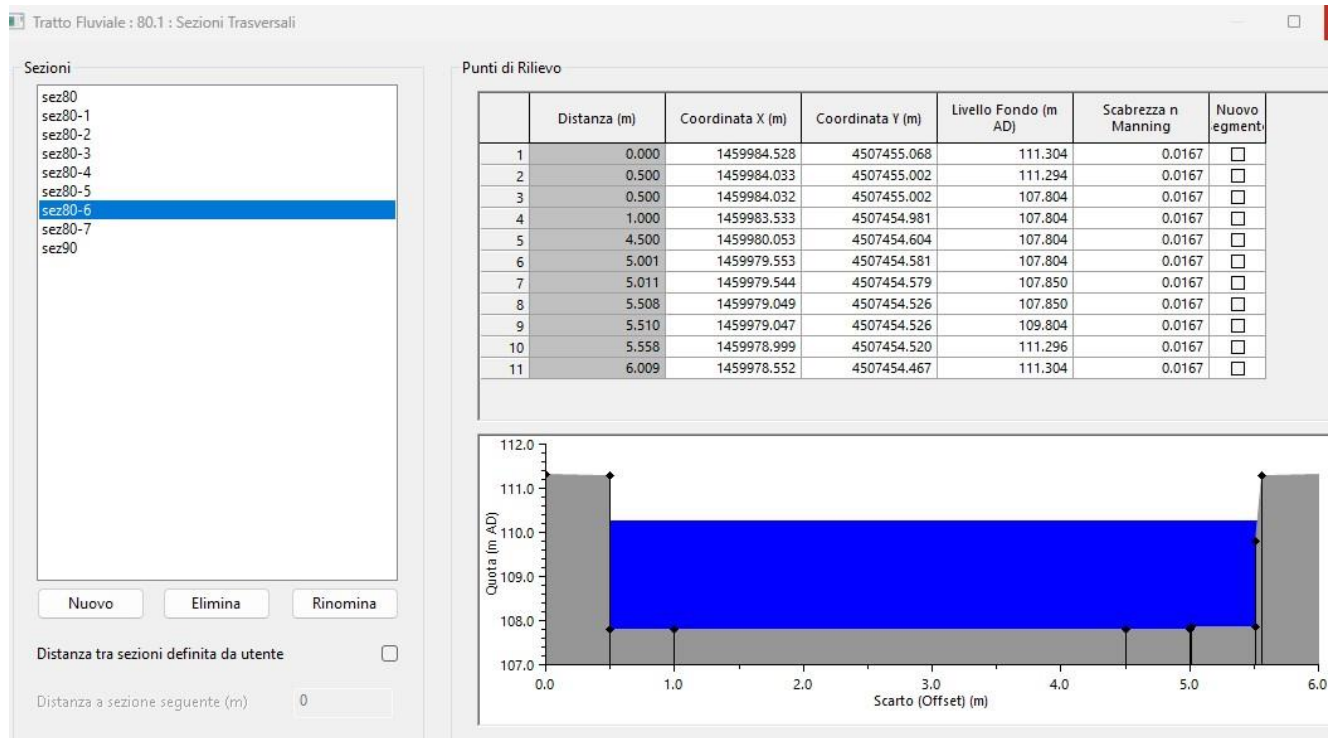 Tratto Fluviale : 80.1 : Sezioni Trasversali
Sezioni
sez80
sez80-1
sez80-2
sez80-3
sez80-4
sez80-5
sez80-6
sez80-7
sez90
Nuovo Elimina Rinomina
Distanza tra sezioni definita da utente
Distanza a sezione seguente (m) 0
Punti di Rilievo
Distanza (m) Coordinata X (m) Coordinata Y (m) Livello Fondo (m AD) Scabrezza n Manning Nuovo egment
1 0.000 1459984.528 4507455.068 111.304 0.0167
2 0.500 1459984.033 4507455.002 111.294 0.0167
3 0.500 1459984.032 4507455.002 107.804 0.0167
4 1.000 1459983.533 4507454.981 107.804 0.0167
5 4.500 1459980.053 4507454.604 107.804 0.0167
6 5.001 1459979.553 4507454.581 107.804 0.0167
7 5.011 1459979.544 4507454.579 107.850 0.0167
8 5.508 1459979.049 4507454.526 107.850 0.0167
9 5.510 1459979.047 4507454.526 109.804 0.0167
10 5.558 1459978.999 4507454.520 111.296 0.0167
11 6.009 1459978.552 4507454.467 111.304 0.0167
Quota (m AD)
112.0
111.0
110.0
109.0
108.0
107.0
0.0 1.0 2.0 3.0 4.0 5.0 6.0
Scarto (Offset) (m)